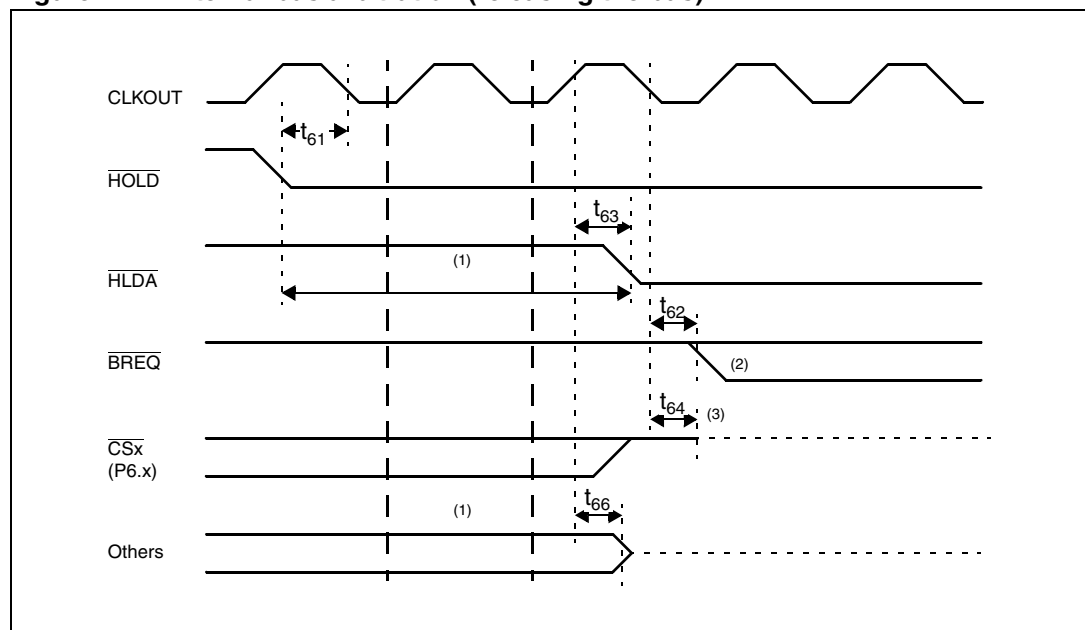 CLKOUT
t61
HOLD
t63
(1)
HLDA
t62
BREQ
(2)
t64
(3)
CSx
(P6.x)
(1)
t66
Others